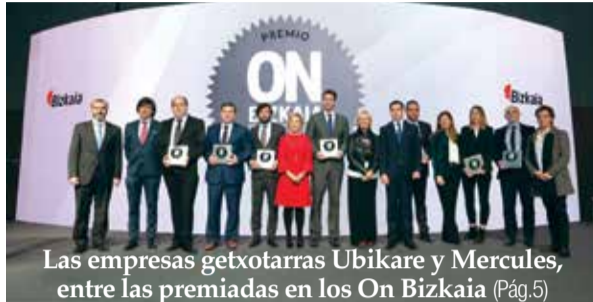 PREMIO
ON
BIZKAIA
Bizkaia
Bizkaia
Las empresas getxotarras Ubikare y Mercules,
entre las premiadas en los On Bizkaia (Pág.5)